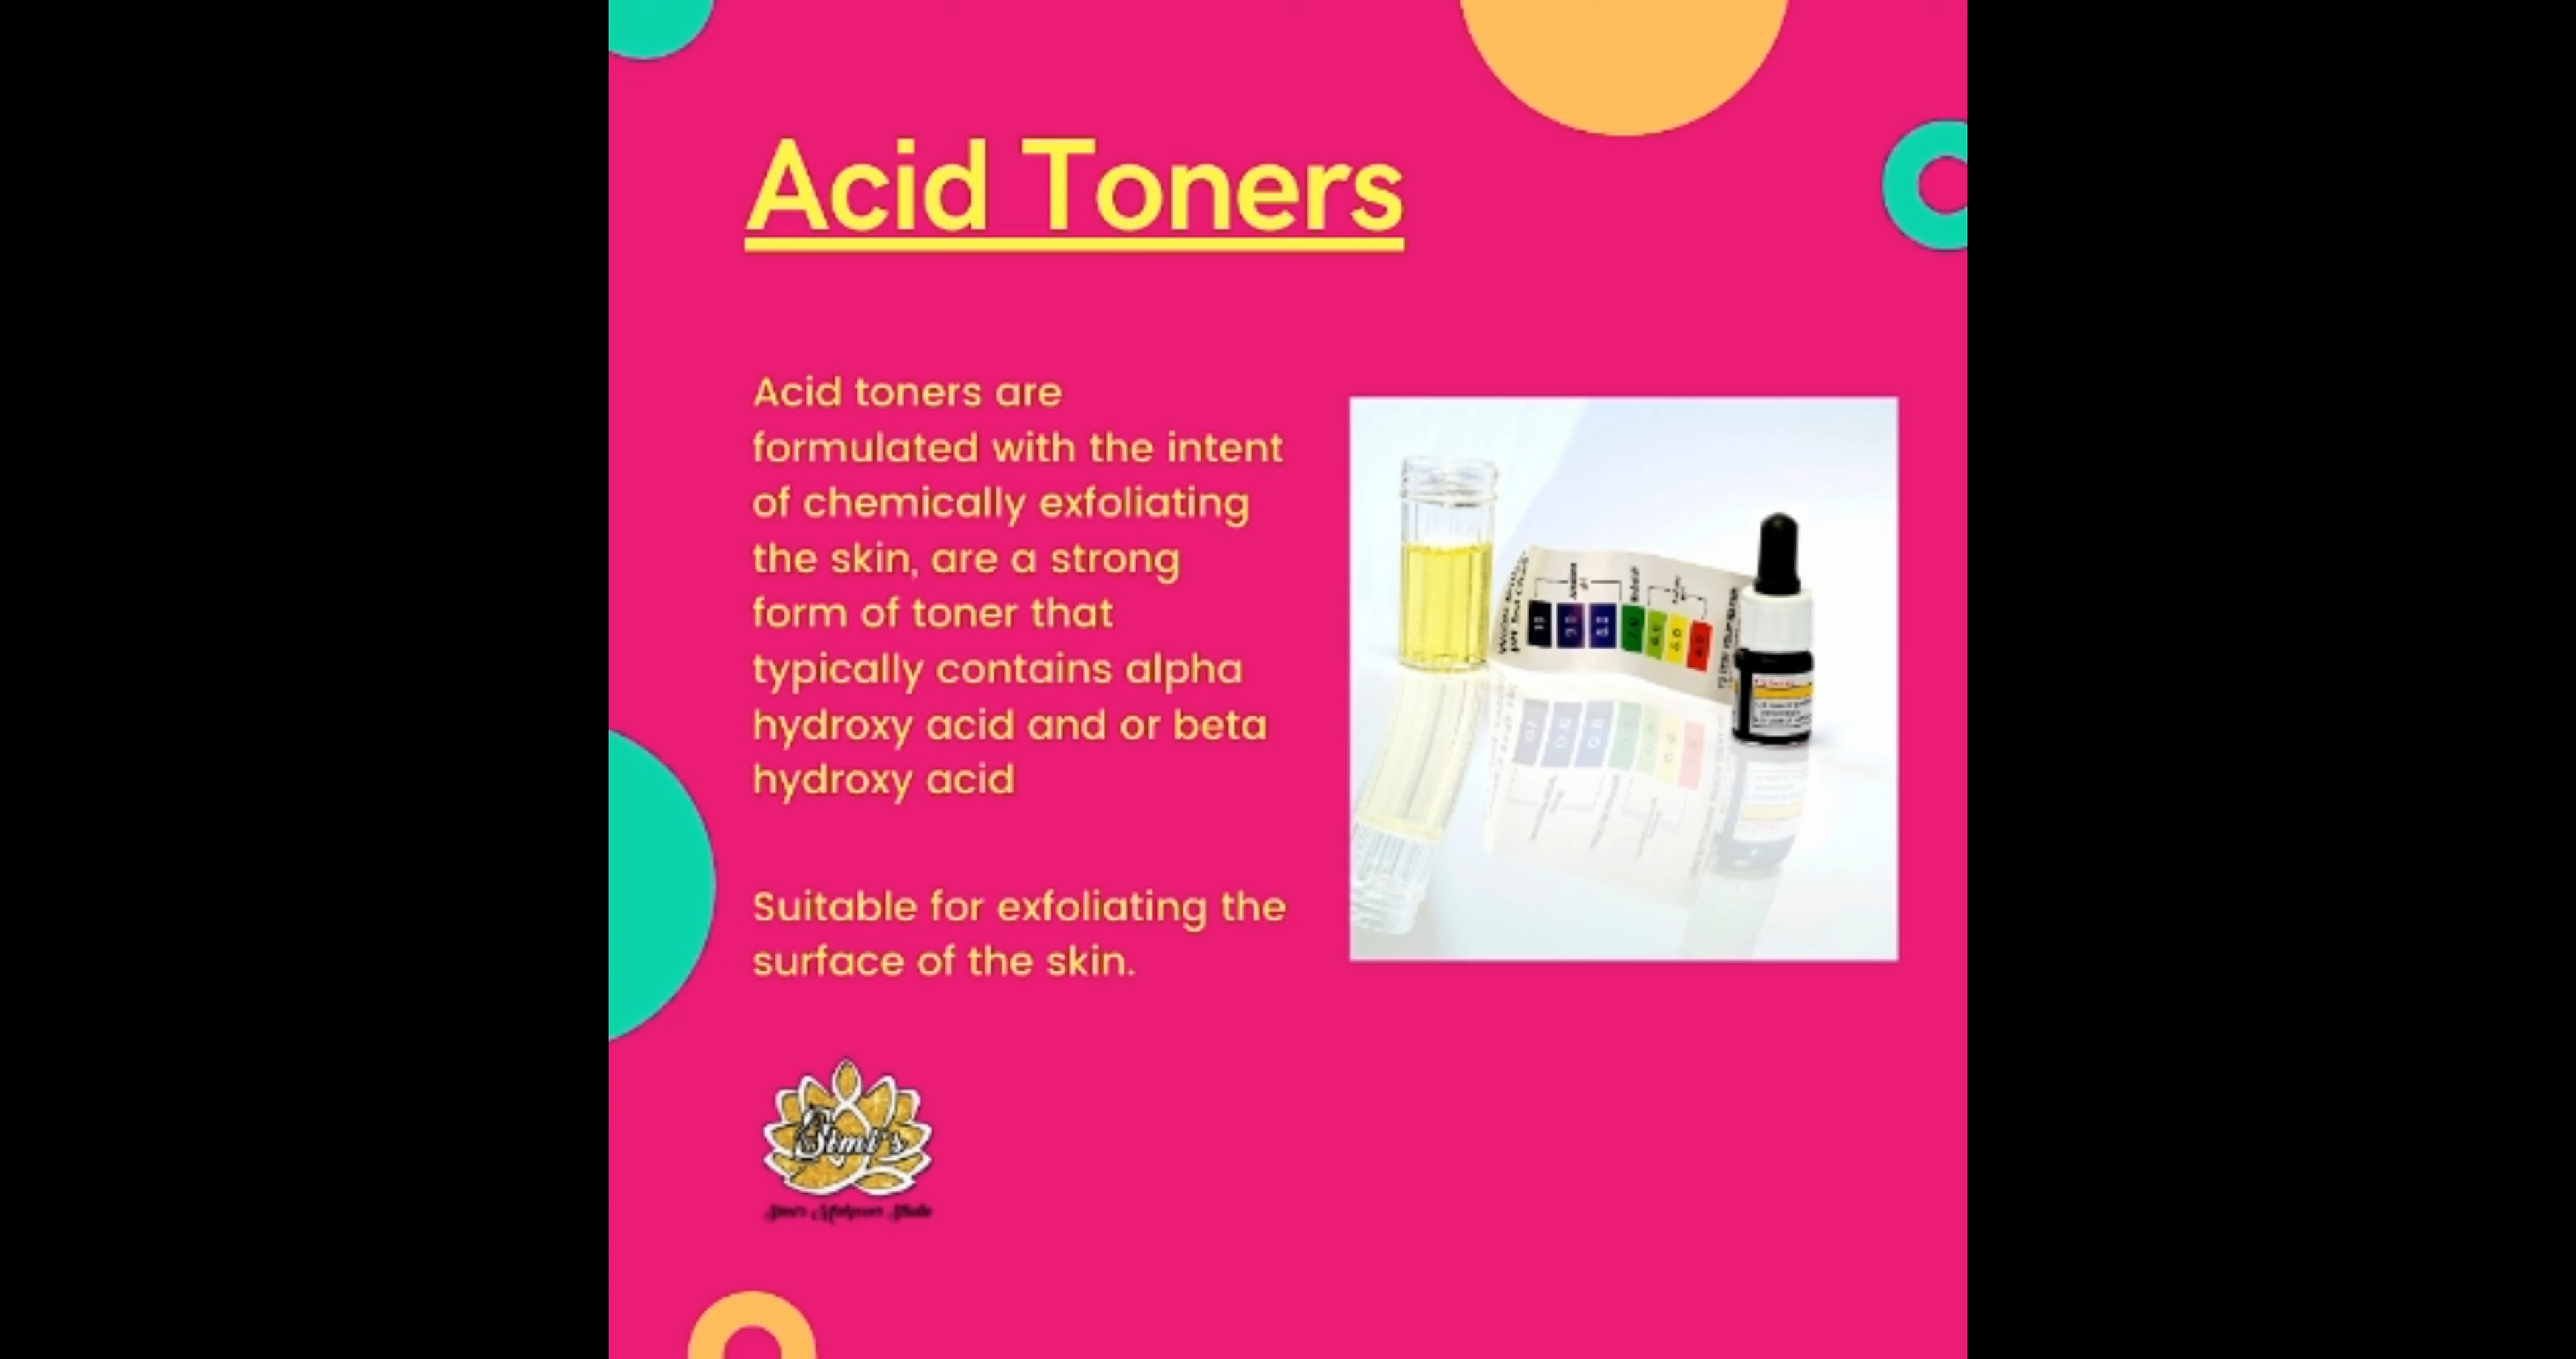 Acid Toners
Acid toners are
formulated with the intent
of chemically exfoliating
the skin, are a strong
form of toner that
typically contains alpha
hydroxy acid and or beta
hydroxy acid
Suitable for exfoliating the
surface of the skin.
Simi's